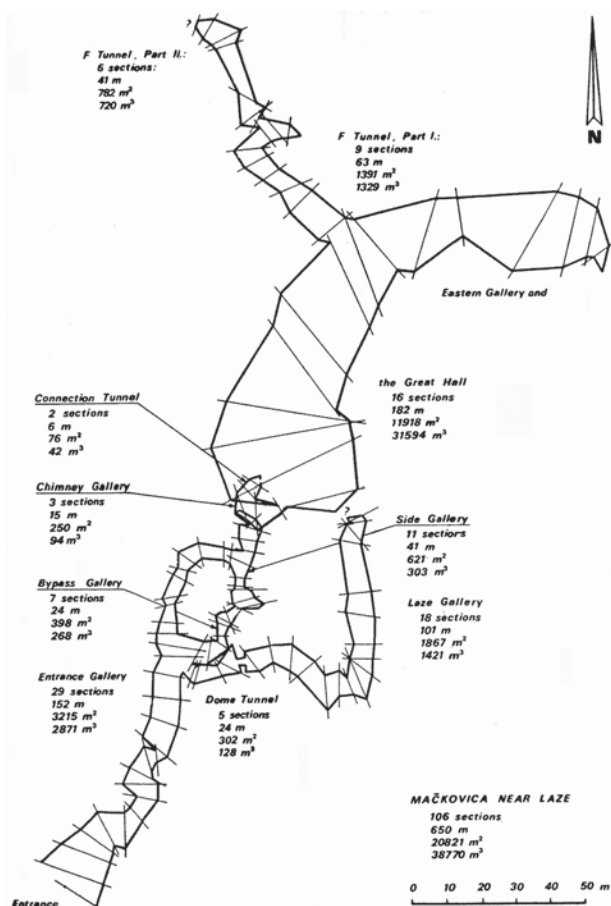 ?
F Tunnel, Part II.:
6 sections:
41 m
782 m²
720 m³
F Tunnel, Part I.:
9 sections
63 m
1391 m²
1329 m³
N
Eastern Gallery and
the Great Hall
16 sections
182 m
11918 m²
31594 m³
Connection Tunnel
2 sections
6 m
76 m²
42 m³
Chimney Gallery
3 sections
15 m
250 m²
94 m³
?
Side Gallery
11 sections
41 m
621 m²
303 m³
Bypass Gallery
7 sections
24 m
398 m²
268 m³
Laze Gallery
18 sections
101 m
1867 m²
1421 m³
Entrance Gallery
29 sections
152 m
3215 m²
2871 m³
Dome Tunnel
5 sections
24 m
302 m²
128 m³
MAČKOVICA NEAR LAZE
106 sections
650 m
20821 m²
38770 m³
0 10 20 30 40 50 m
Entrance